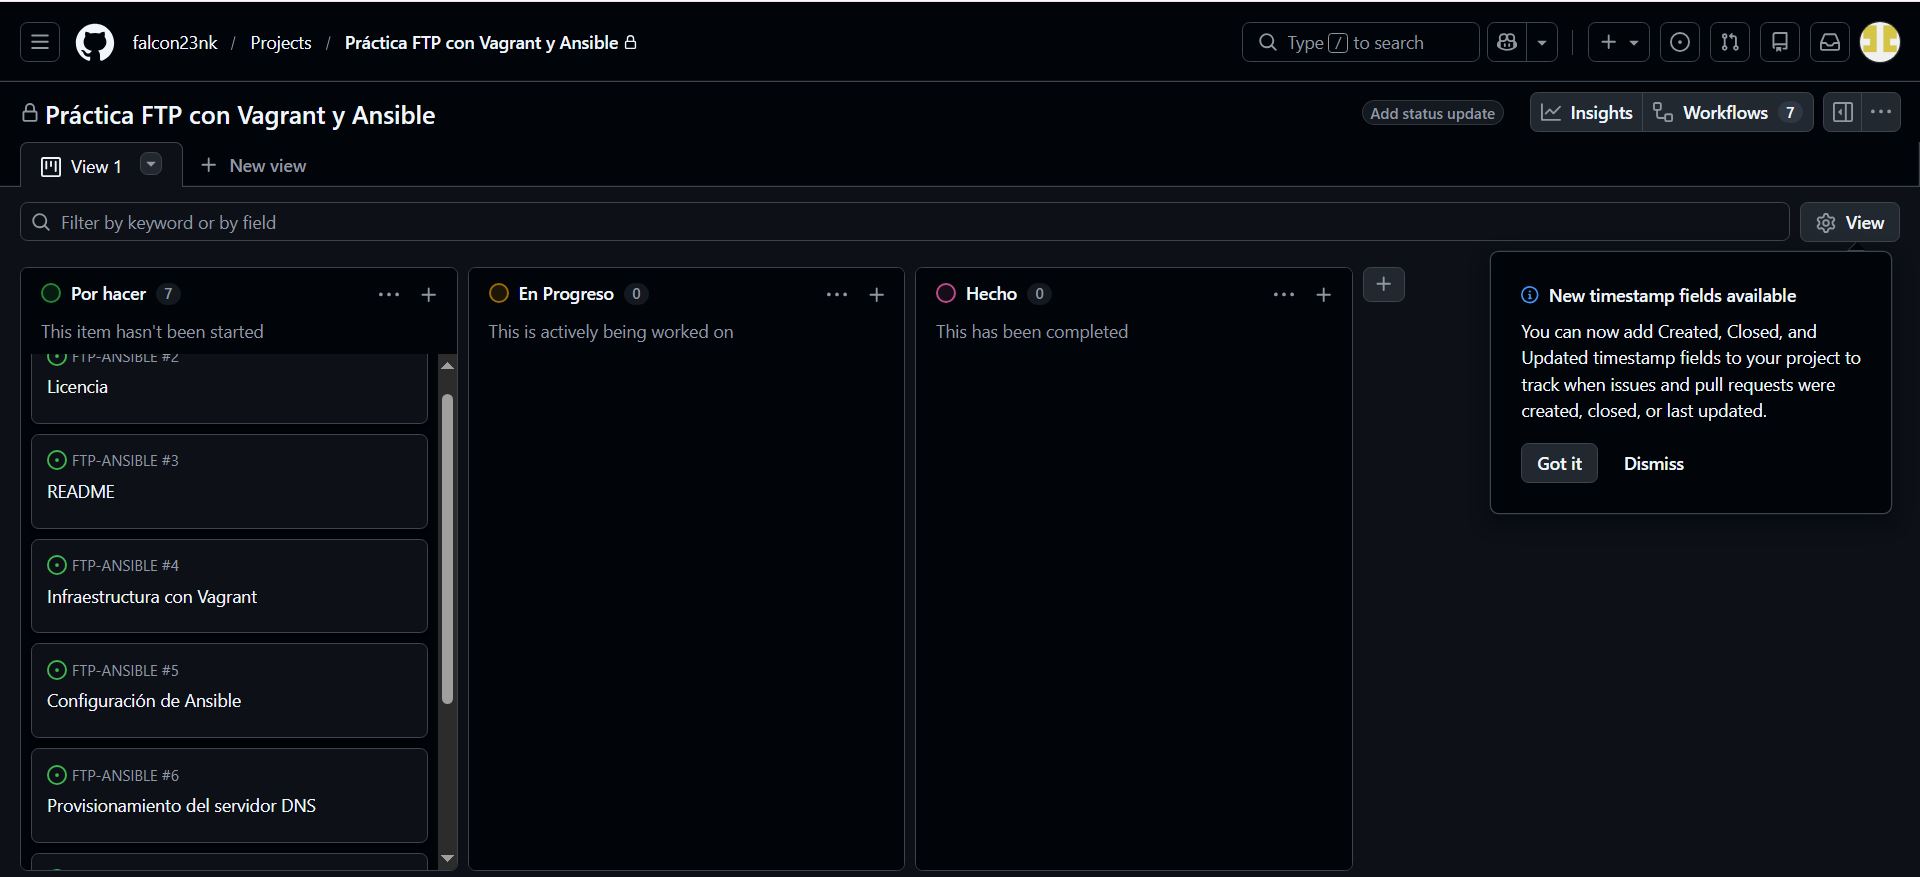 falcon23nk / Projects / Práctica FTP con Vagrant y Ansible
Type / to search
Práctica FTP con Vagrant y Ansible
Add status update
Insights
Workflows 7
View 1
New view
Filter by keyword or by field
View
Por hacer 7
This item hasn't been started
FTP-ANSIBLE #2
Licencia
FTP-ANSIBLE #3
README
FTP-ANSIBLE #4
Infraestructura con Vagrant
FTP-ANSIBLE #5
Configuración de Ansible
FTP-ANSIBLE #6
Provisionamiento del servidor DNS
En Progreso 0
This is actively being worked on
Hecho 0
This has been completed
New timestamp fields available
You can now add Created, Closed, and
Updated timestamp fields to your project to
track when issues and pull requests were
created, closed, or last updated.
Got it
Dismiss